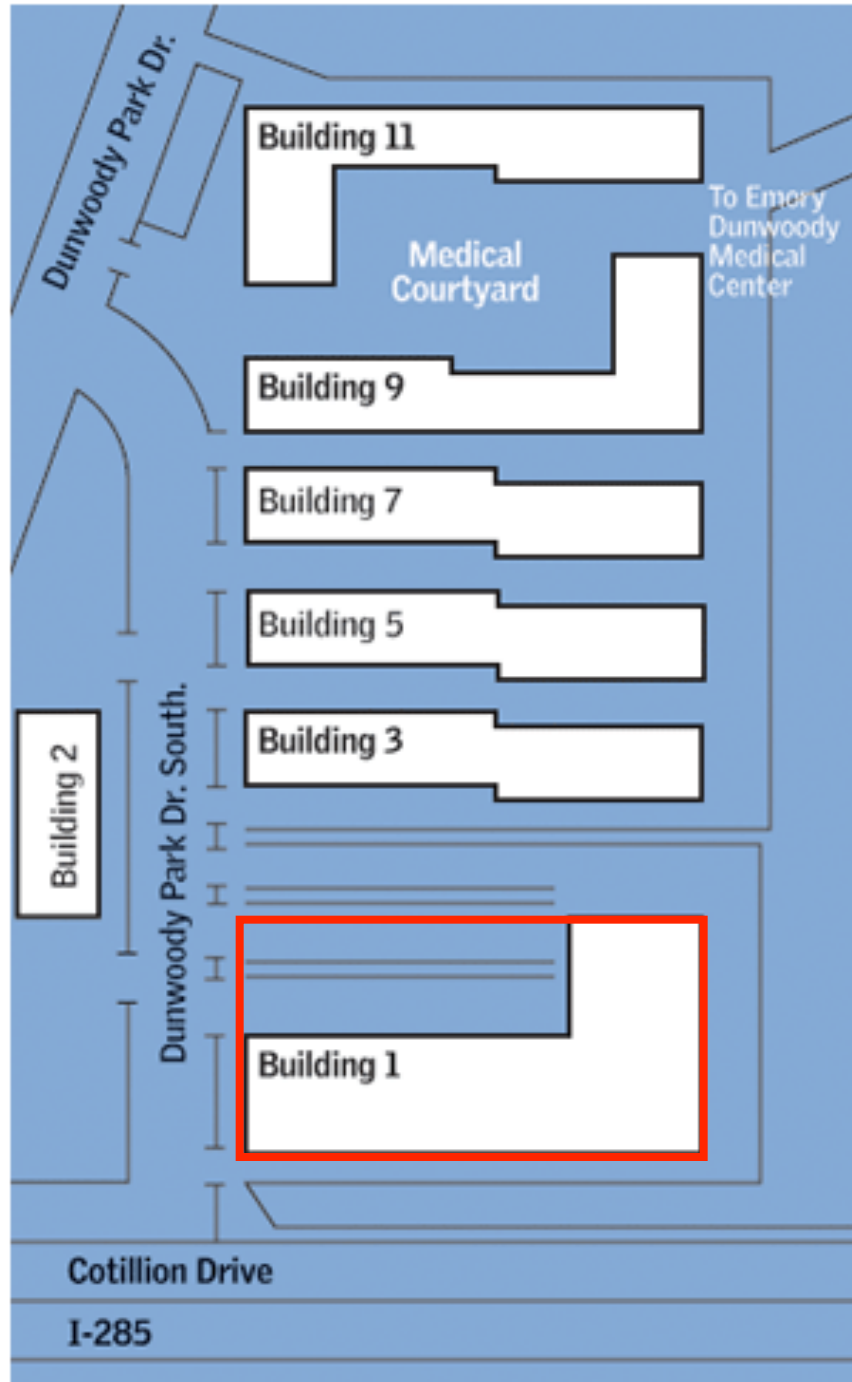 Dunwoody Park Dr.
Building 11
To Emory
Dunwoody
Medical
Center
Medical
Courtyard
Building 9
Building 7
Building 5
Building 3
Building 2
Dunwoody Park Dr. South.
Building 1
Cotillion Drive
I-285